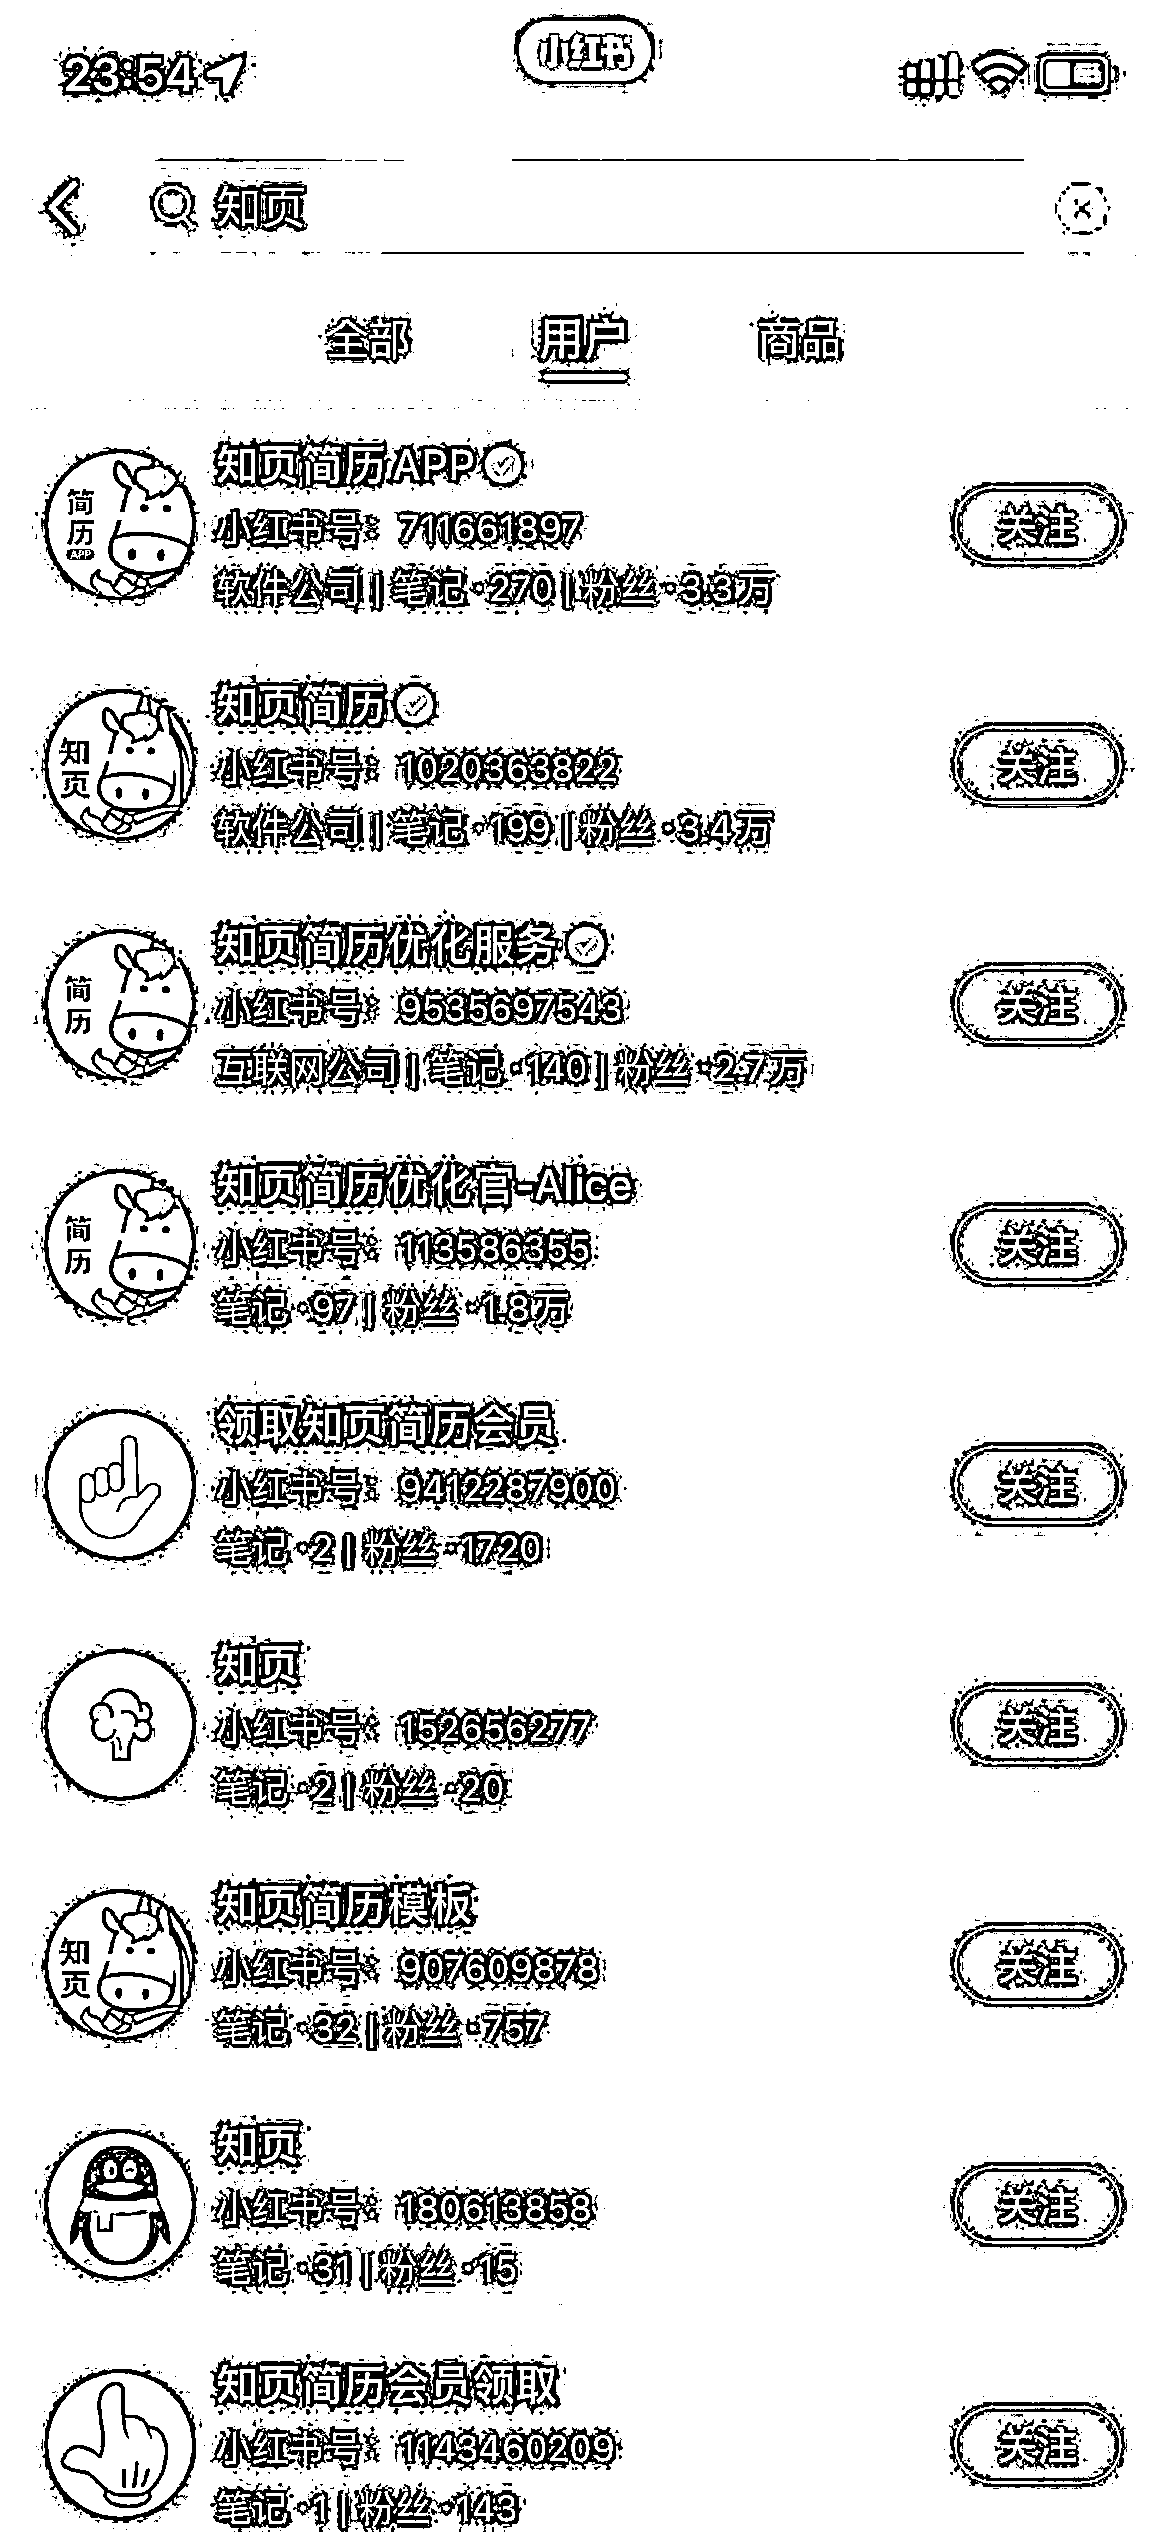 23:54
小红书
知页
全部 用户 商品
简历 APP
知页简历APP
小红书号: 711661897
软件公司 | 笔记·270 | 粉丝·3.3万
关注
知页
知页简历
小红书号: 1020363822
软件公司 | 笔记·199 | 粉丝·3.4万
关注
简历
知页简历优化服务
小红书号: 9535697543
互联网公司 | 笔记·140 | 粉丝·2.7万
关注
简历
知页简历优化官-Alice
小红书号: 113586355
笔记·97 | 粉丝·1.8万
关注
领取知页简历会员
小红书号: 9412287900
笔记·2 | 粉丝·1720
关注
知页
小红书号: 152656277
笔记·2 | 粉丝·20
关注
知页
知页简历模板
小红书号: 907609878
笔记·32 | 粉丝·757
关注
知页
小红书号: 180613858
笔记·31 | 粉丝·15
关注
知页简历会员领取
小红书号: 1143460209
笔记·1 | 粉丝·143
关注